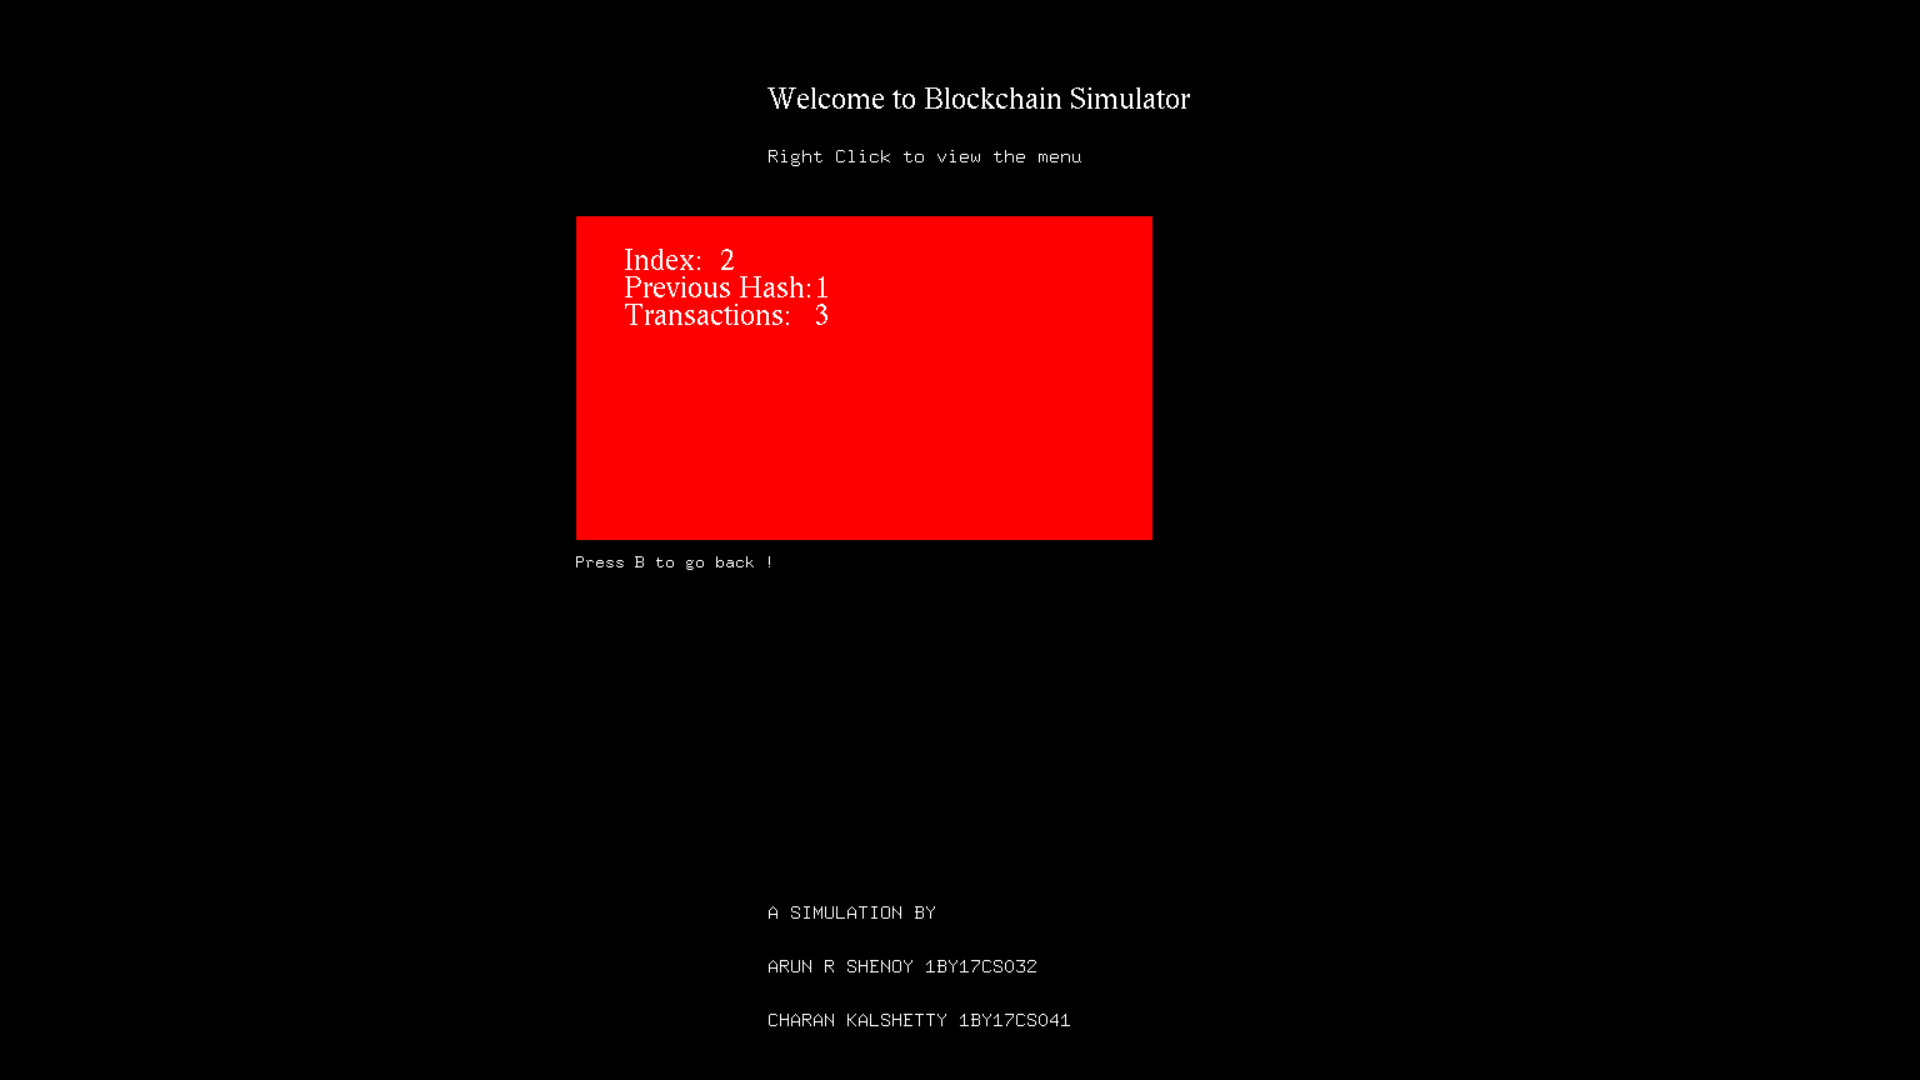 Welcome to Blockchain Simulator
Right Click to view the menu
Index: 2
Previous Hash:1
Transactions: 3
Press B to go back !
A SIMULATION BY
ARUN R SHENOY 1BY17CS032
CHARAN KALSHETTY 1BY17CS041